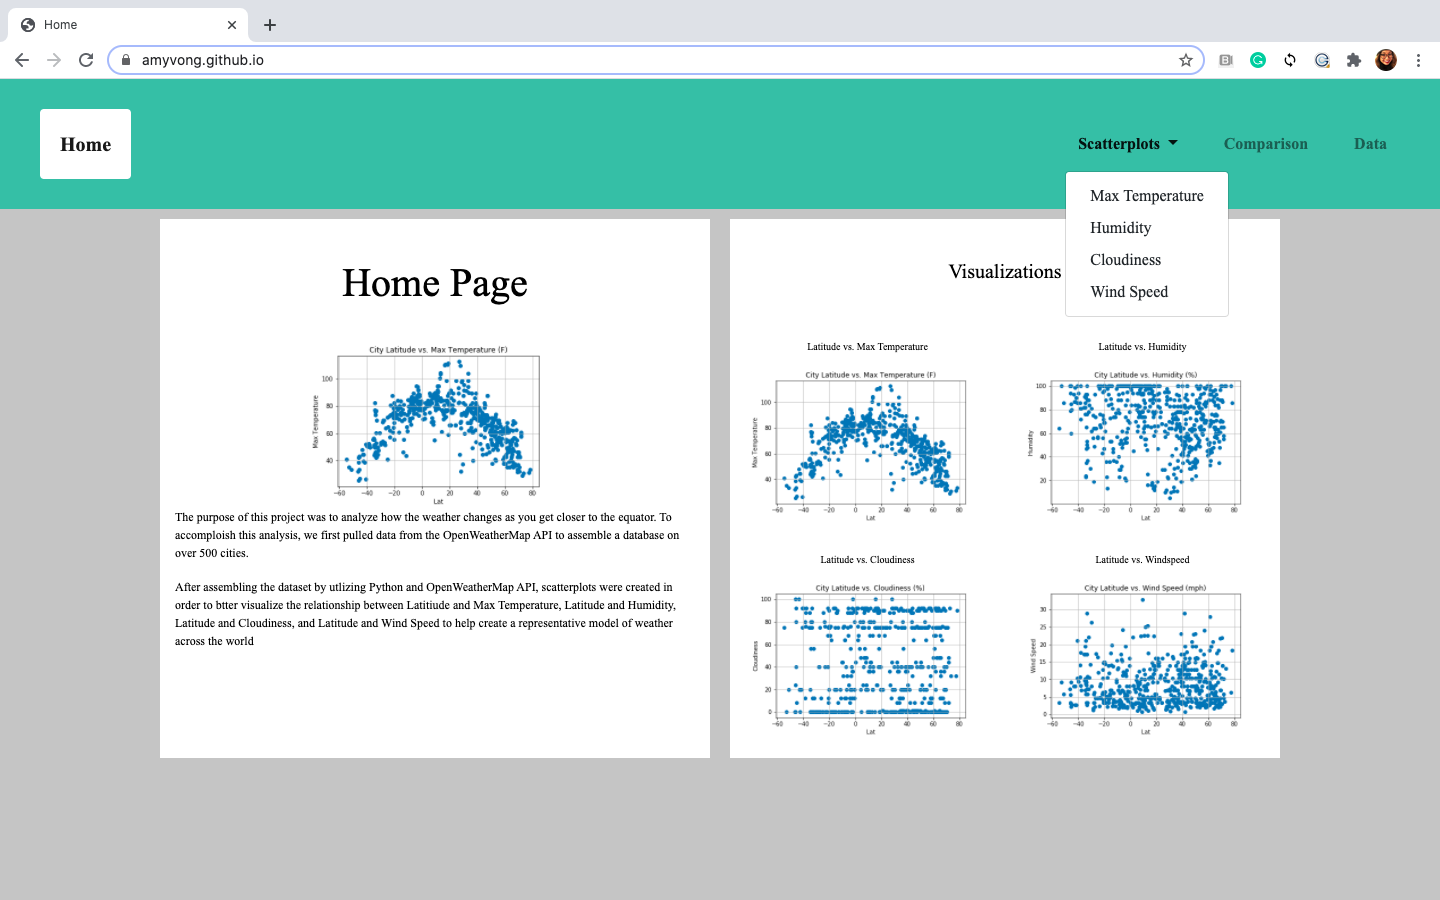 Home
amyvong.github.io
Home
Scatterplots Comparison Data
Max Temperature
Humidity
Cloudiness
Wind Speed
Home Page
City Latitude vs. Max Temperature (F)
Max Temperature
100
80
60
40
−60 −40 −20 0 20 40 60 80
Lat
The purpose of this project was to analyze how the weather changes as you get closer to the equator. To
accomploish this analysis, we first pulled data from the OpenWeatherMap API to assemble a database on
over 500 cities.
After assembling the dataset by utlizing Python and OpenWeatherMap API, scatterplots were created in
order to btter visualize the relationship between Latitiude and Max Temperature, Latitude and Humidity,
Latitude and Cloudiness, and Latitude and Wind Speed to help create a representative model of weather
across the world
Visualizations
Latitude vs. Max Temperature
City Latitude vs. Max Temperature (F)
Max Temperature
100
80
60
40
−60 −40 −20 0 20 40 60 80
Lat
Latitude vs. Humidity
City Latitude vs. Humidity (%)
Humidity
100
80
60
40
20
−60 −40 −20 0 20 40 60 80
Lat
Latitude vs. Cloudiness
City Latitude vs. Cloudiness (%)
Cloudiness
100
80
60
40
20
0
−60 −40 −20 0 20 40 60 80
Lat
Latitude vs. Windspeed
City Latitude vs. Wind Speed (mph)
Wind Speed
30
25
20
15
10
5
0
−60 −40 −20 0 20 40 60 80
Lat